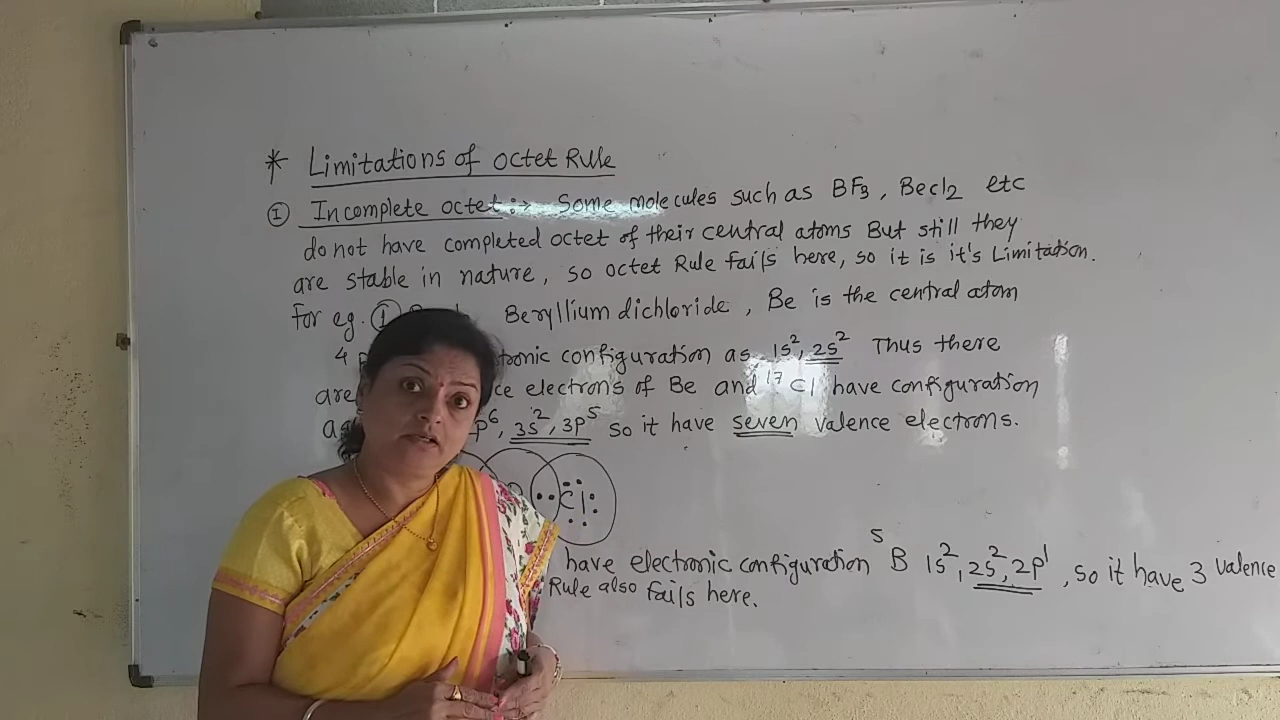 * Limitations of octet Rule
I Incomplete octet :→ Some molecules such as BF3, Becl2 etc
do not have completed octet of their central atoms But still they
are stable in nature, so octet Rule fails here, so it is it's Limitation.
for eg. ① Beryllium dichloride, Be is the central atom
4 tronic configuration as 1s², 2s² Thus there
are ce electrons of Be and ¹⁷Cl have configuration
p⁶, 3s², 3p⁵ so it have seven valence electrons.
Cl
have electronic configuration ⁵B 1s², 2s², 2p¹, so it have 3 valence
Rule also fails here.